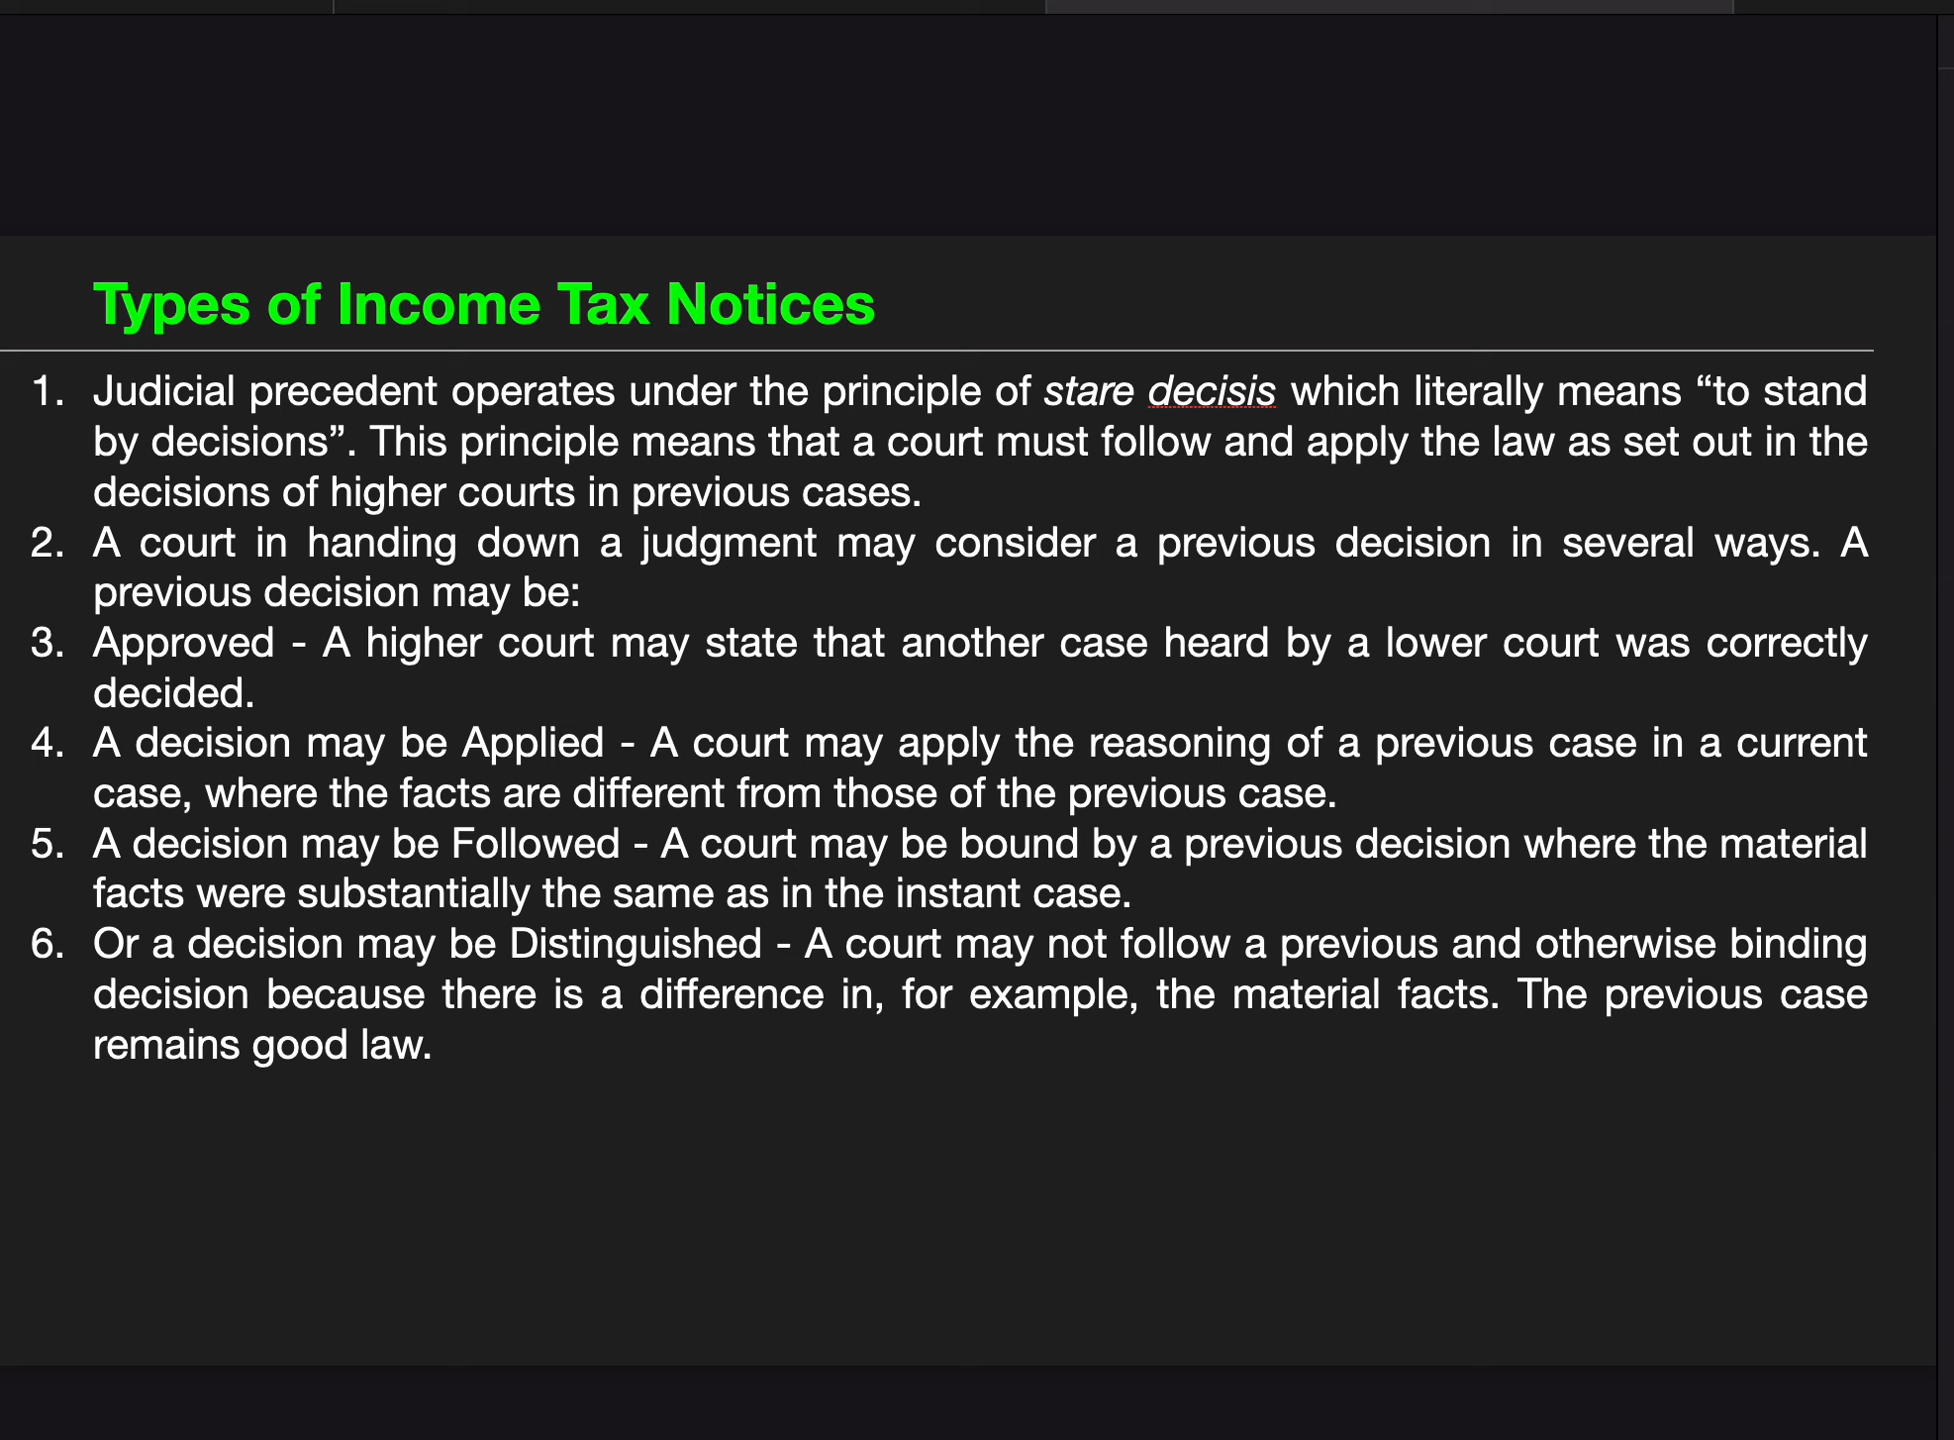 Types of Income Tax Notices
1. Judicial precedent operates under the principle of stare decisis which literally means “to stand
by decisions”. This principle means that a court must follow and apply the law as set out in the
decisions of higher courts in previous cases.
2. A court in handing down a judgment may consider a previous decision in several ways. A
previous decision may be:
3. Approved - A higher court may state that another case heard by a lower court was correctly
decided.
4. A decision may be Applied - A court may apply the reasoning of a previous case in a current
case, where the facts are different from those of the previous case.
5. A decision may be Followed - A court may be bound by a previous decision where the material
facts were substantially the same as in the instant case.
6. Or a decision may be Distinguished - A court may not follow a previous and otherwise binding
decision because there is a difference in, for example, the material facts. The previous case
remains good law.